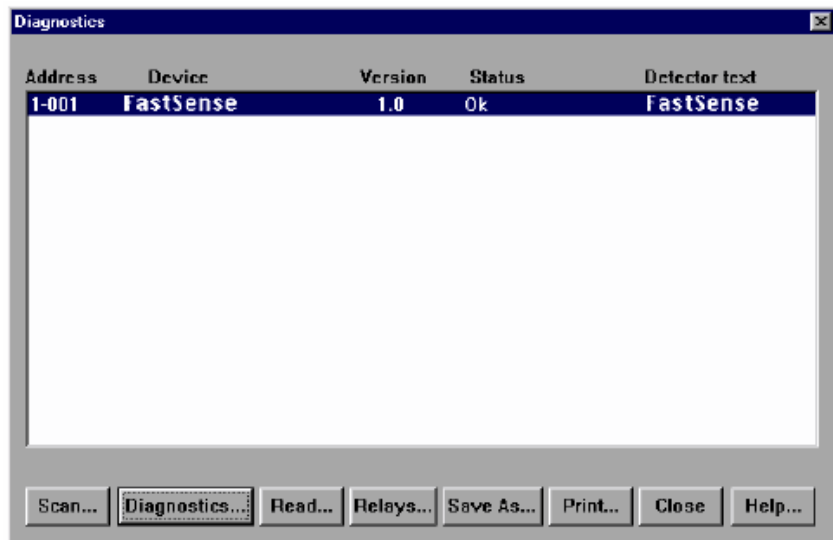 Diagnostics
Address Device Version Status Detector text
1-001 FastSense 1.0 Ok FastSense
Scan... Diagnostics... Read... Relays... Save As... Print... Close Help...